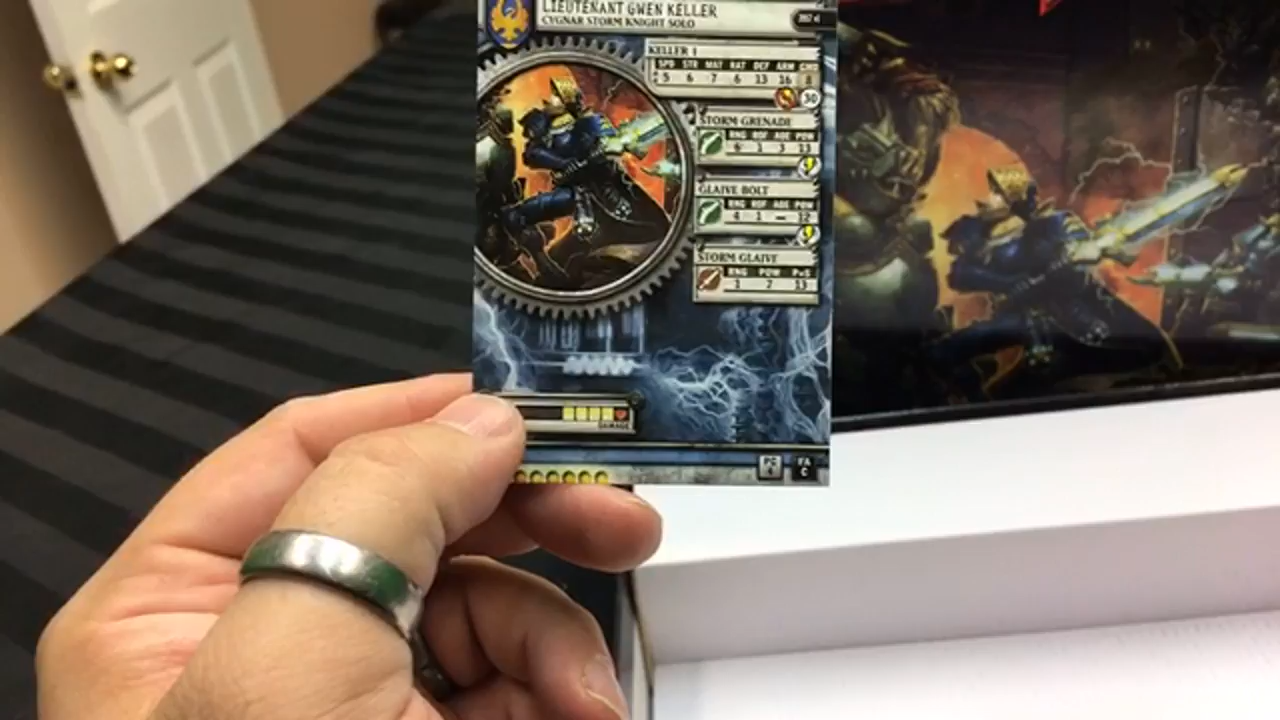 LIEUTENANT GWEN KELLER
CYGNAR STORM KNIGHT SOLO
KELLER 1
SPD STR MAT RAT DEF ARM CMD
5 6 7 6 13 16 8
30
STORM GRENADE
RNG ROF AOE POW
6 1 3 13
GLAIVE BOLT
RNG ROF AOE POW
4 1 — 12
STORM GLAIVE
RNG POW P+S
1 7 13
DAMAGE
PC
4
FA
C